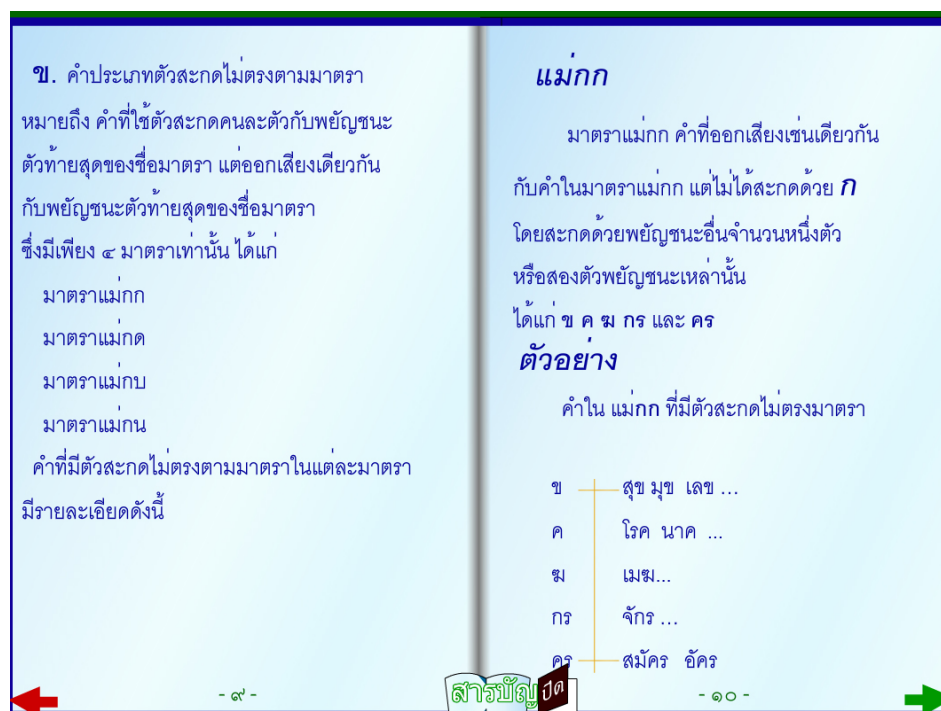 ข. คำประเภทตัวสะกดไม่ตรงตามมาตรา
หมายถึง คำที่ใช้ตัวสะกดคนละตัวกับพยัญชนะ
ตัวท้ายสุดของชื่อมาตรา แต่ออกเสียงเดียวกัน
กับพยัญชนะตัวท้ายสุดของชื่อมาตรา
ซึ่งมีเพียง ๔ มาตราเท่านั้น ได้แก่
มาตราแม่กก
มาตราแม่กด
มาตราแม่กบ
มาตราแม่กน
คำที่มีตัวสะกดไม่ตรงตามมาตราในแต่ละมาตรา
มีรายละเอียดดังนี้
- ๙ -
แม่กก
มาตราแม่กก คำที่ออกเสียงเช่นเดียวกัน
กับคำในมาตราแม่กก แต่ไม่ได้สะกดด้วย ก
โดยสะกดด้วยพยัญชนะอื่นจำนวนหนึ่งตัว
หรือสองตัวพยัญชนะเหล่านั้น
ได้แก่ ข ค ฆ กร และ คร
ตัวอย่าง
คำใน แม่กก ที่มีตัวสะกดไม่ตรงมาตรา
ข สุข มุข เลข ...
ค โรค นาค ...
ฆ เมฆ...
กร จักร ...
คร สมัคร อัคร
- ๑๐ -
สารบัญ
ปิด